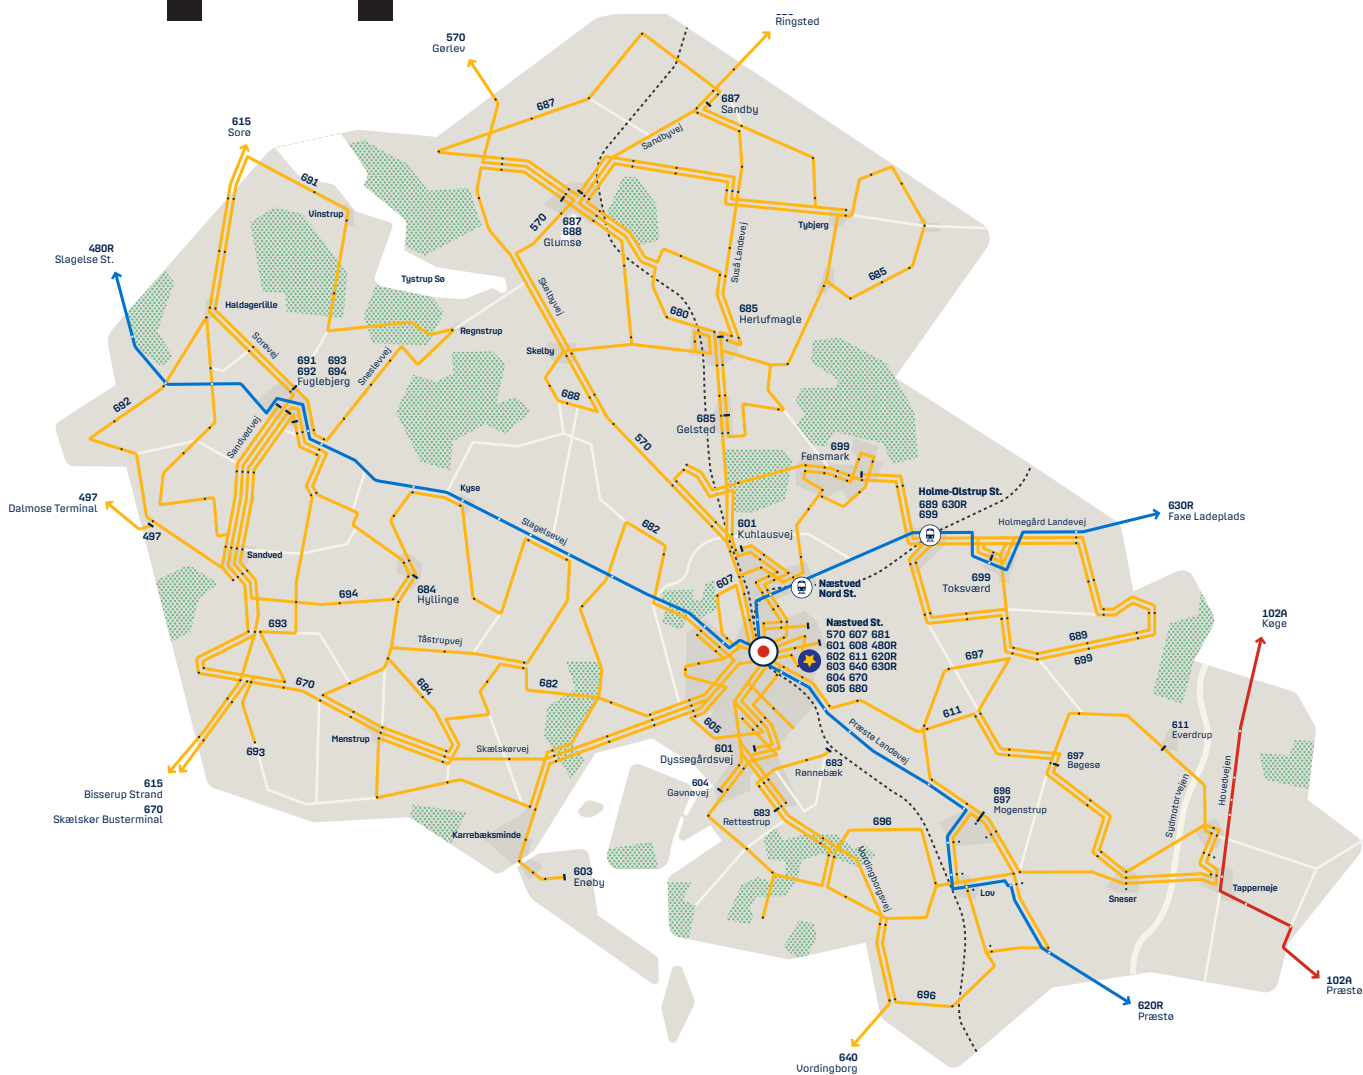 Ringsted
570
Gørlev
687
687
Sandby
Sandbyvej
615
Sorø
691
Vinstrup
570
687
688
Glumsø
Tybjerg
Suså Landevej
685
480R
Slagelse St.
Tystrup Sø
Haldagerlille
Skelbyvej
680
685
Herlufmagle
Regnstrup
Sorøvej
Sneslevvej
Skelby
691 693
692 694
Fuglebjerg
688
692
685
Gelsted
Sandvedvej
570
699
Fensmark
Kyse
Holme-Olstrup St.
689 630R
699
497
Dalmose Terminal
497
Slagelsevej
682
601
Kuhlausvej
Holmegård Landevej
630R
Faxe Ladeplads
Sandved
607
699
Toksværd
Næstved
Nord St.
684
Hyllinge
694
693
Tåstrupvej
Næstved St.
570 607 681
601 608 480R
602 611 620R
603 640 630R
604 670
605 680
689
699
697
102A
Køge
670
684
682
611
605
Præstø Landevej
693
Menstrup
Skælskørvej
601
Dyssegårdsvej
683
Rønnebæk
697
Bøgesø
611
Everdrup
615
Bisserup Strand
670
Skælskør Busterminal
604
Gavnøvej
683
Rettestrup
696
697
Mogenstrup
Sydmotorvejen
Hovedvejen
696
Karrebæksminde
603
Enøby
Vordingborgsvej
Lov
Sneser
Tappernøje
696
102A
Præstø
620R
Præstø
640
Vordingborg